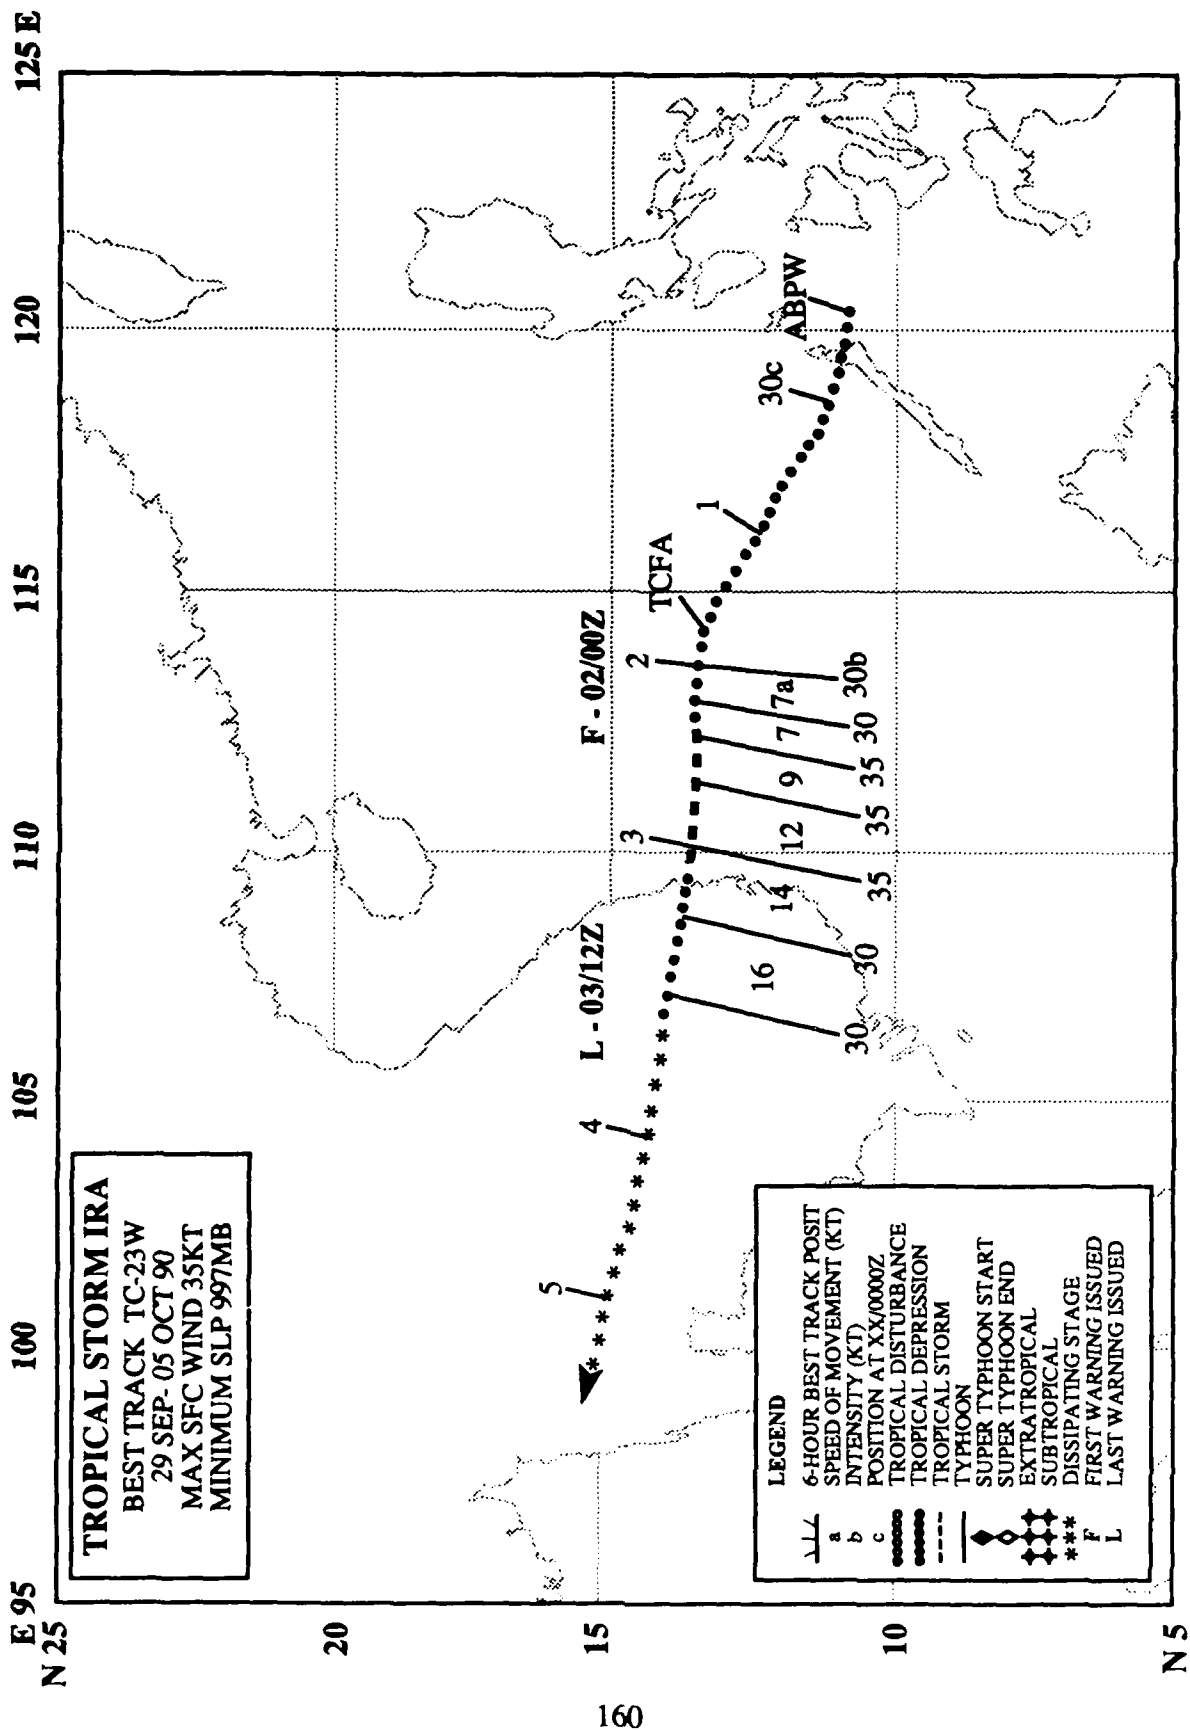 E 95
100
105
110
115
120
125 E
N 25
20
15
10
N 5
TROPICAL STORM IRA
BEST TRACK TC-23W
29 SEP- 05 OCT 90
MAX SFC WIND 35KT
MINIMUM SLP 997MB
L - 03/12Z
F - 02/00Z
TCFA
ABPW
5
4
3
2
1
30c
16
14
12
9
7
7a
30
30
35
35
35
30
30b
LEGEND
6-HOUR BEST TRACK POSIT
a SPEED OF MOVEMENT (KT)
b INTENSITY (KT)
c POSITION AT XX/0000Z
TROPICAL DISTURBANCE
TROPICAL DEPRESSION
TROPICAL STORM
TYPHOON
SUPER TYPHOON START
SUPER TYPHOON END
EXTRATROPICAL
SUBTROPICAL
*** DISSIPATING STAGE
F FIRST WARNING ISSUED
L LAST WARNING ISSUED
160